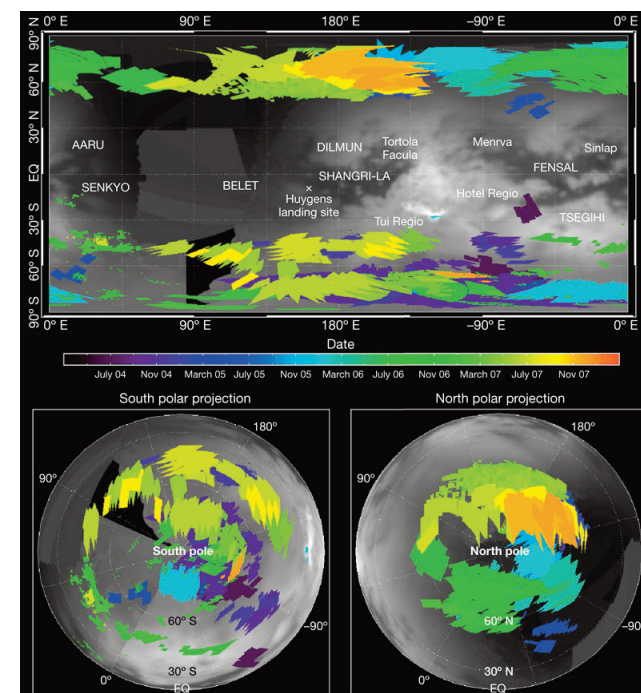 0° E 90° E 180° E −90° E 0° E
90° N
60° N
30° N
EQ
30° S
60° S
90° S
AARU
DILMUN
Tortola
Facula
Menrva
Sinlap
SENKYO
BELET
SHANGRI-LA
FENSAL
×
Huygens
landing site
Hotel Regio
Tui Regio
TSEGIHI
0° E 90° E 180° E −90° E 0° E
Date
July 04 Nov 04 March 05 July 05 Nov 05 March 06 July 06 Nov 06 March 07 July 07 Nov 07
South polar projection
180°
90°
South pole
60° S
−90°
30° S
0°
EQ
North polar projection
180°
90°
North pole
60° N
−90
30° N
0°
EQ